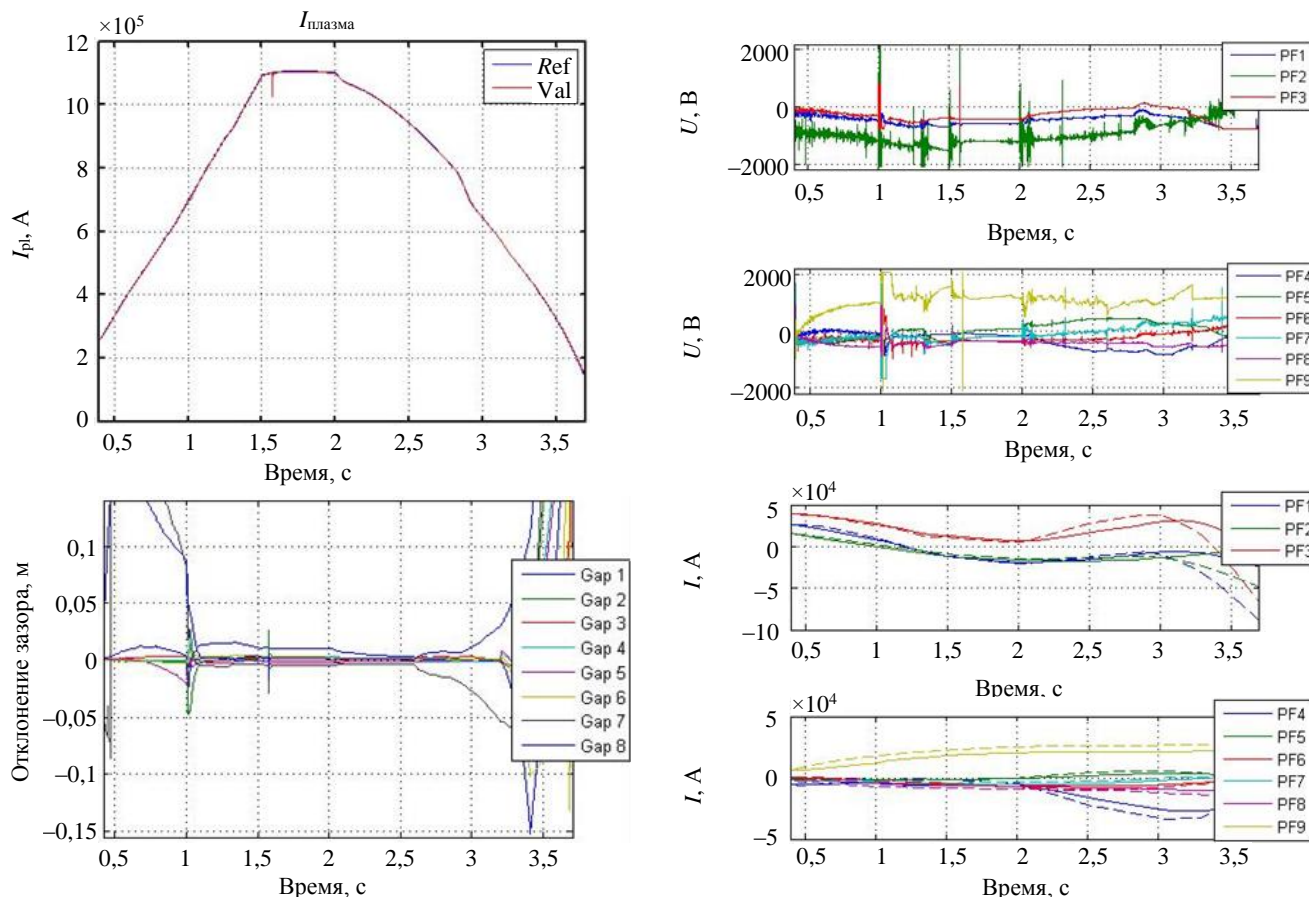 ×10⁵
I плазма
12
10
8
6
4
2
0
I pl, А
Ref
Val
0,5 1 1,5 2 2,5 3 3,5
Время, с
0,1
0,05
0
–0,05
–0,1
–0,15
Отклонение зазора, м
Gap 1
Gap 2
Gap 3
Gap 4
Gap 5
Gap 6
Gap 7
Gap 8
0,5 1 1,5 2 2,5 3 3,5
Время, с
2000
0
–2000
U, В
PF1
PF2
PF3
0,5 1 1,5 2 2,5 3 3,5
Время, с
2000
0
–2000
U, В
PF4
PF5
PF6
PF7
PF8
PF9
0,5 1 1,5 2 2,5 3 3,5
Время, с
×10⁴
5
0
–5
–10
I, А
PF1
PF2
PF3
0,5 1 1,5 2 2,5 3 3,5
Время, с
×10⁴
5
0
–5
I, А
PF4
PF5
PF6
PF7
PF8
PF9
0,5 1 1,5 2 2,5 3 3,5
Время, с